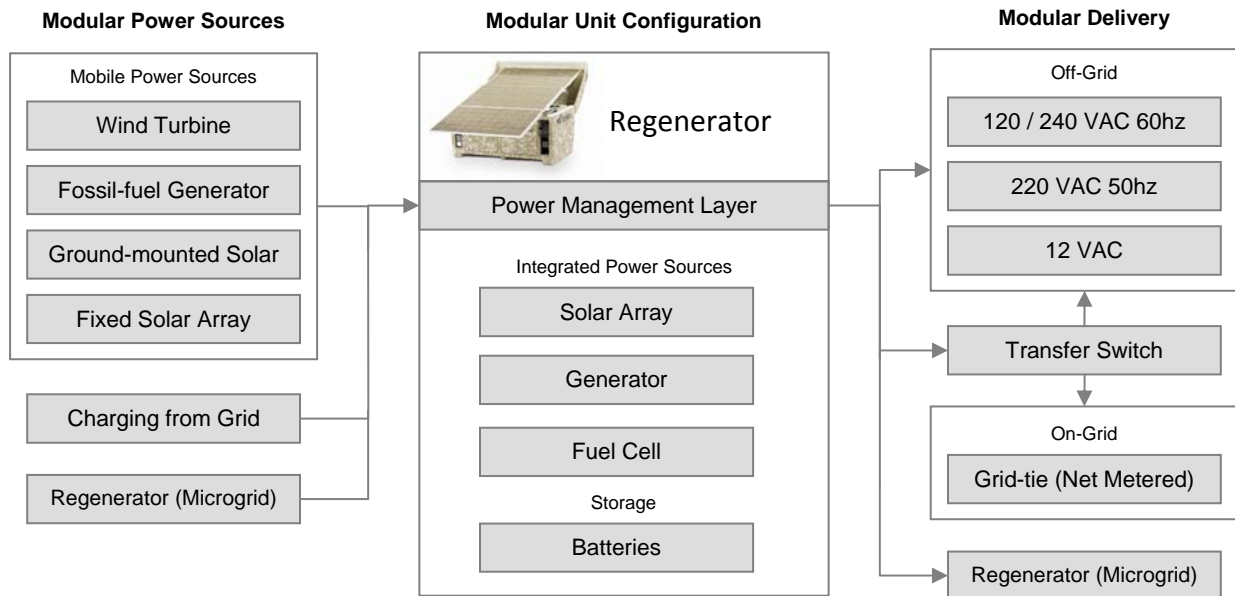 Modular Power Sources
Mobile Power Sources
Wind Turbine
Fossil-fuel Generator
Ground-mounted Solar
Fixed Solar Array
Charging from Grid
Regenerator (Microgrid)
Modular Unit Configuration
Regenerator
Power Management Layer
Integrated Power Sources
Solar Array
Generator
Fuel Cell
Storage
Batteries
Modular Delivery
Off-Grid
120 / 240 VAC 60hz
220 VAC 50hz
12 VAC
Transfer Switch
On-Grid
Grid-tie (Net Metered)
Regenerator (Microgrid)